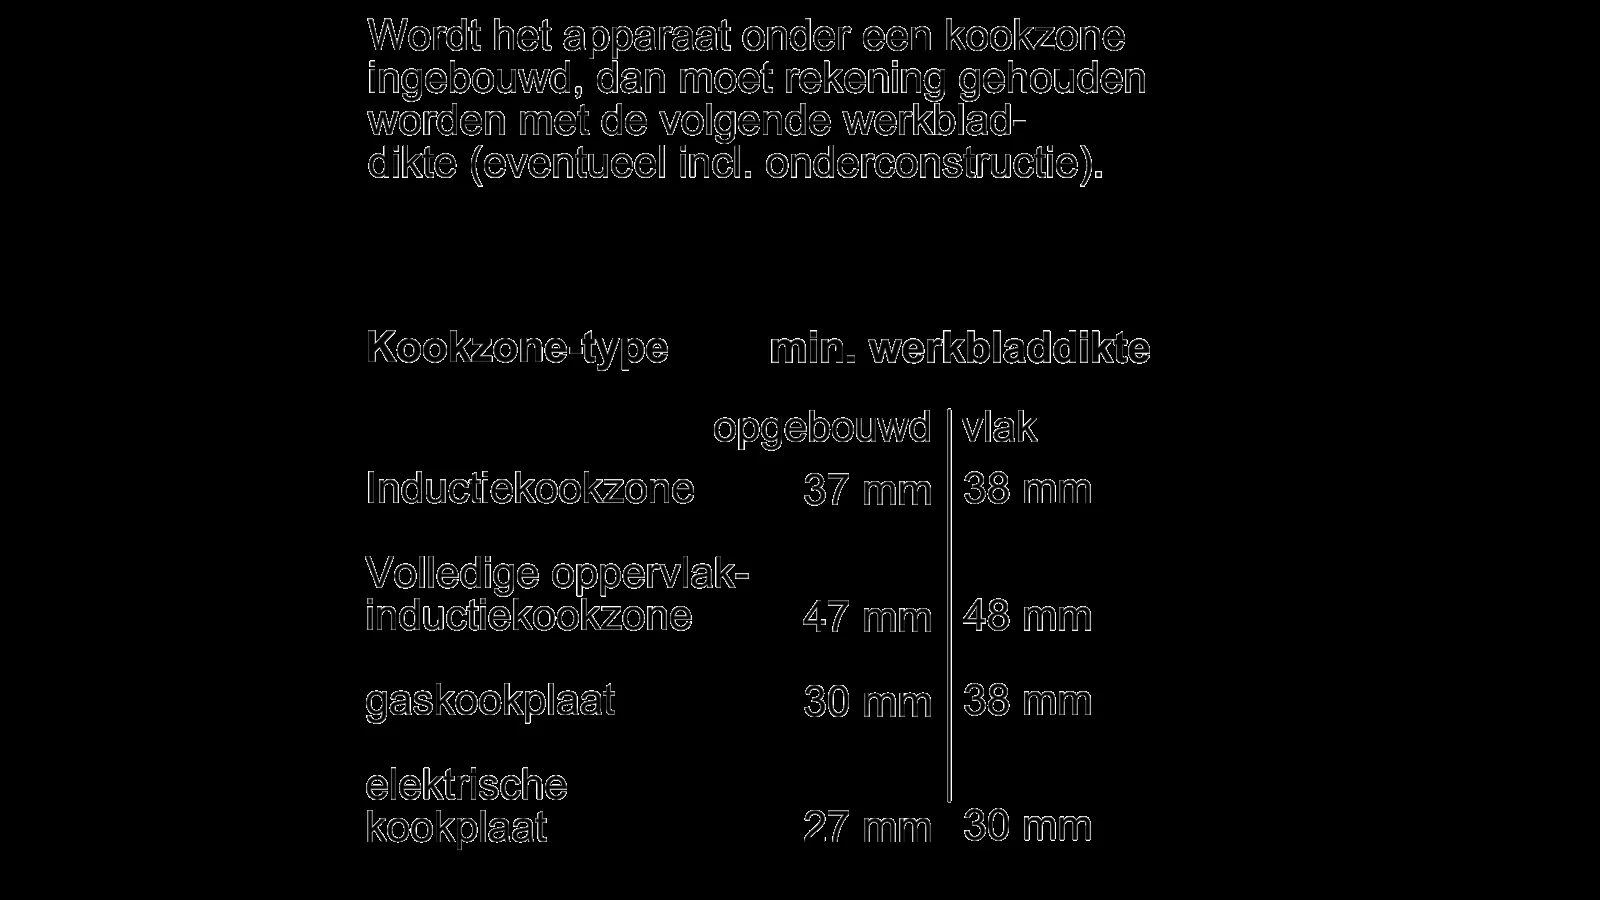 Wordt het apparaat onder een kookzone
ingebouwd, dan moet rekening gehouden
worden met de volgende werkblad-
dikte (eventueel incl. onderconstructie).
Kookzone-type min. werkbladdikte
opgebouwd vlak
Inductiekookzone 37 mm 38 mm
Volledige oppervlak-
inductiekookzone 47 mm 48 mm
gaskookplaat 30 mm 38 mm
elektrische
kookplaat 27 mm 30 mm